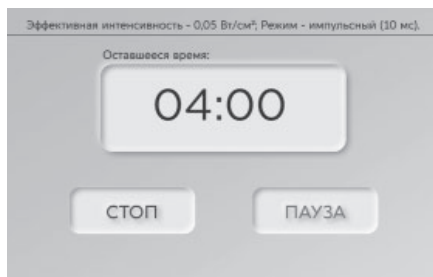 Эффективная интенсивность - 0,05 Вт/см²; Режим - импульсный (10 мс).
Оставшееся время:
04:00
СТОП ПАУЗА